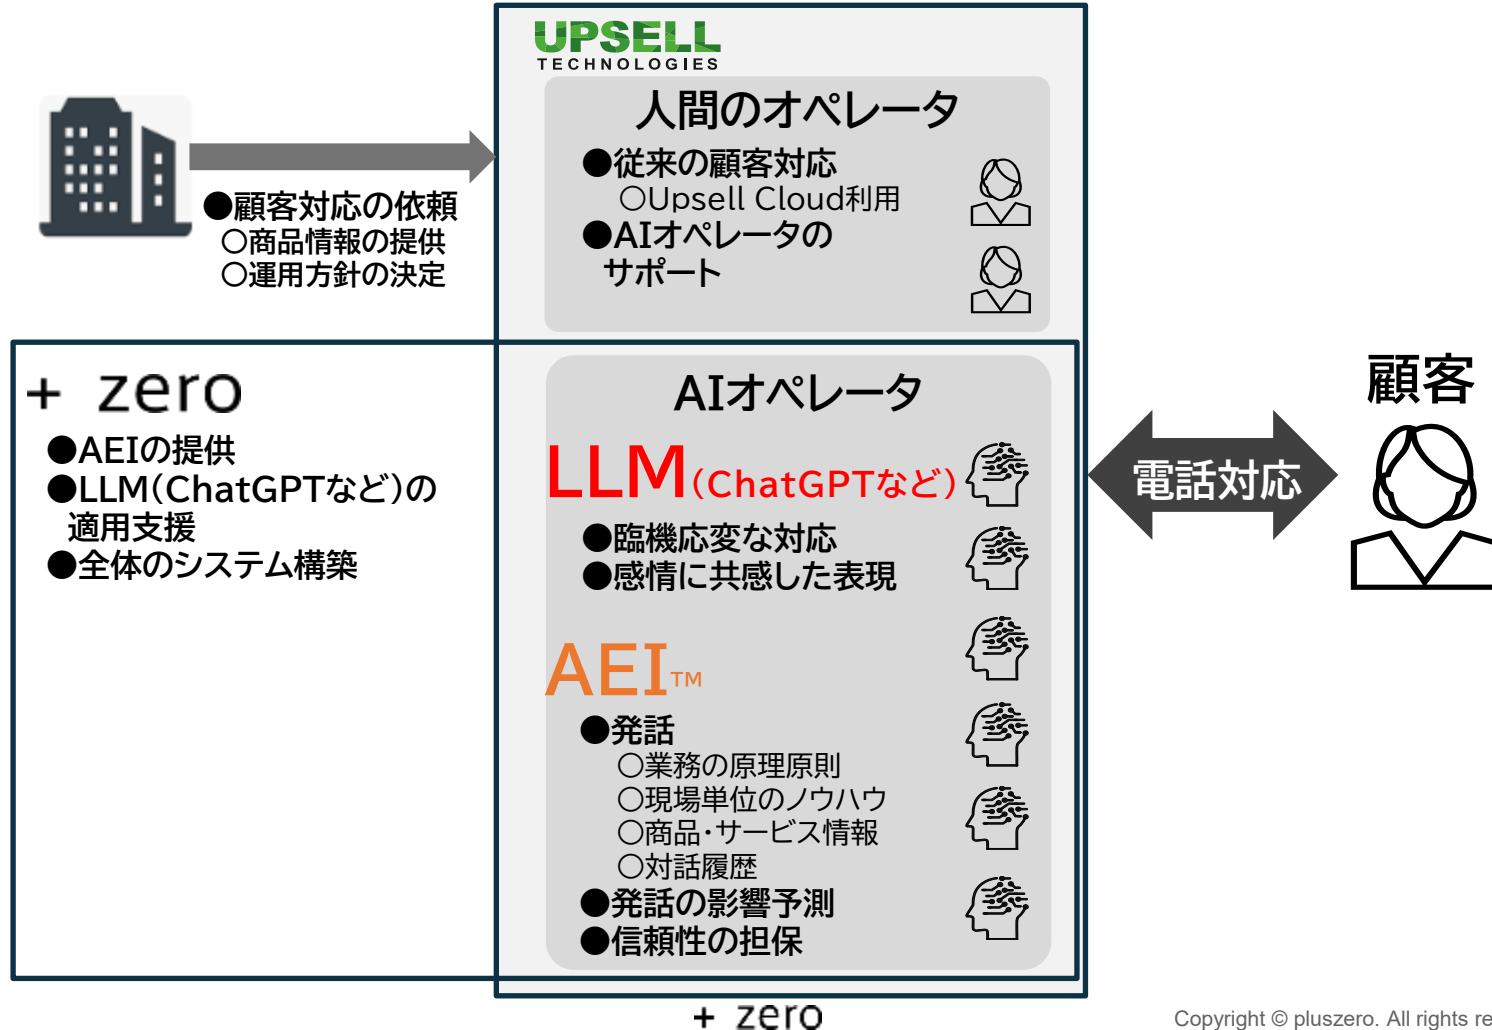 UPSELL
TECHNOLOGIES
人間のオペレータ
●従来の顧客対応
○Upsell Cloud利用
●AIオペレータの
サポート
●顧客対応の依頼
○商品情報の提供
○運用方針の決定
+ zero
●AEIの提供
●LLM(ChatGPTなど)の
適用支援
●全体のシステム構築
AIオペレータ
LLM(ChatGPTなど)
●臨機応変な対応
●感情に共感した表現
AEI™
●発話
○業務の原理原則
○現場単位のノウハウ
○商品・サービス情報
○対話履歴
●発話の影響予測
●信頼性の担保
電話対応
顧客
+ zero
Copyright © pluszero. All rights re